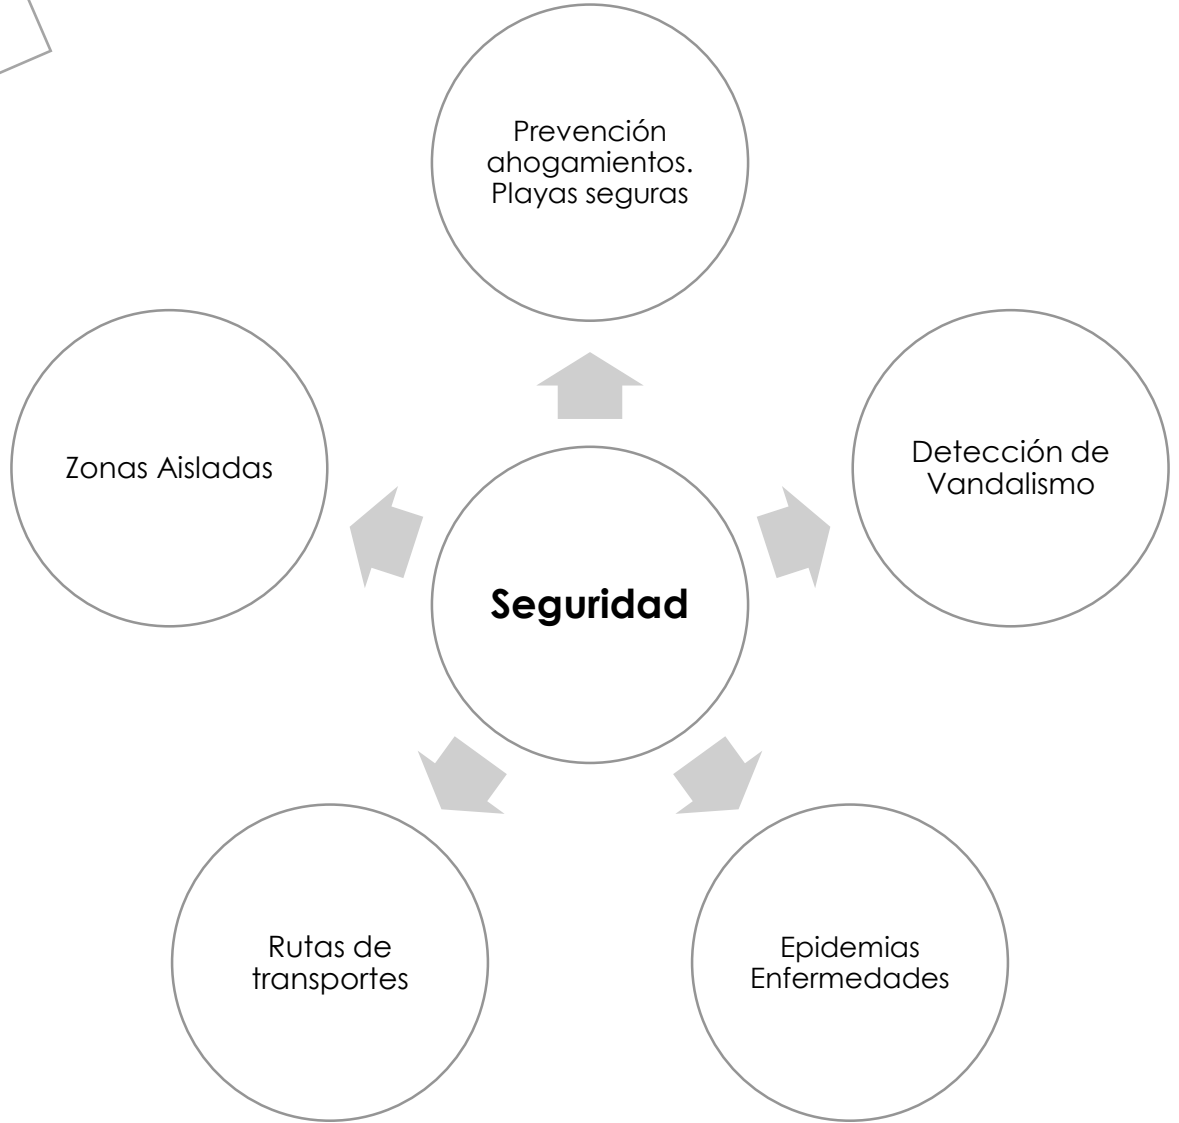 Prevención
ahogamientos.
Playas seguras
Zonas Aisladas
Detección de
Vandalismo
Seguridad
Rutas de
transportes
Epidemias
Enfermedades